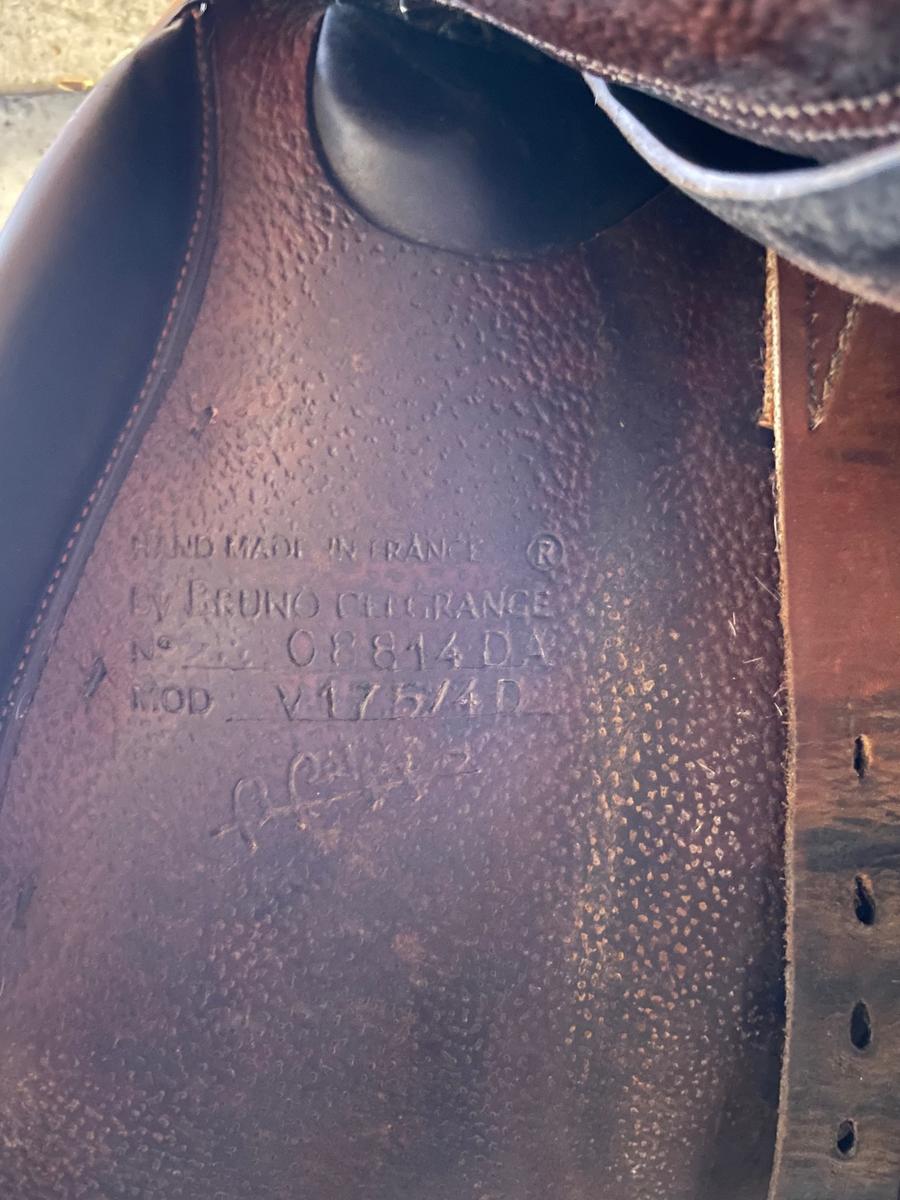 HAND MADE IN FRANCE ®
by BRUNO DELGRANGE
N° 08814DA
MOD V175/4D